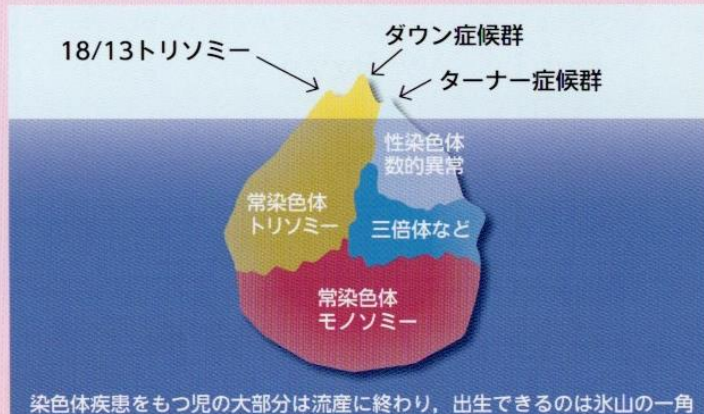 ダウン症候群
18/13トリソミー
ターナー症候群
性染色体
数的異常
常染色体
トリソミー
三倍体など
常染色体
モノソミー
染色体疾患をもつ児の大部分は流産に終わり，出生できるのは氷山の一角